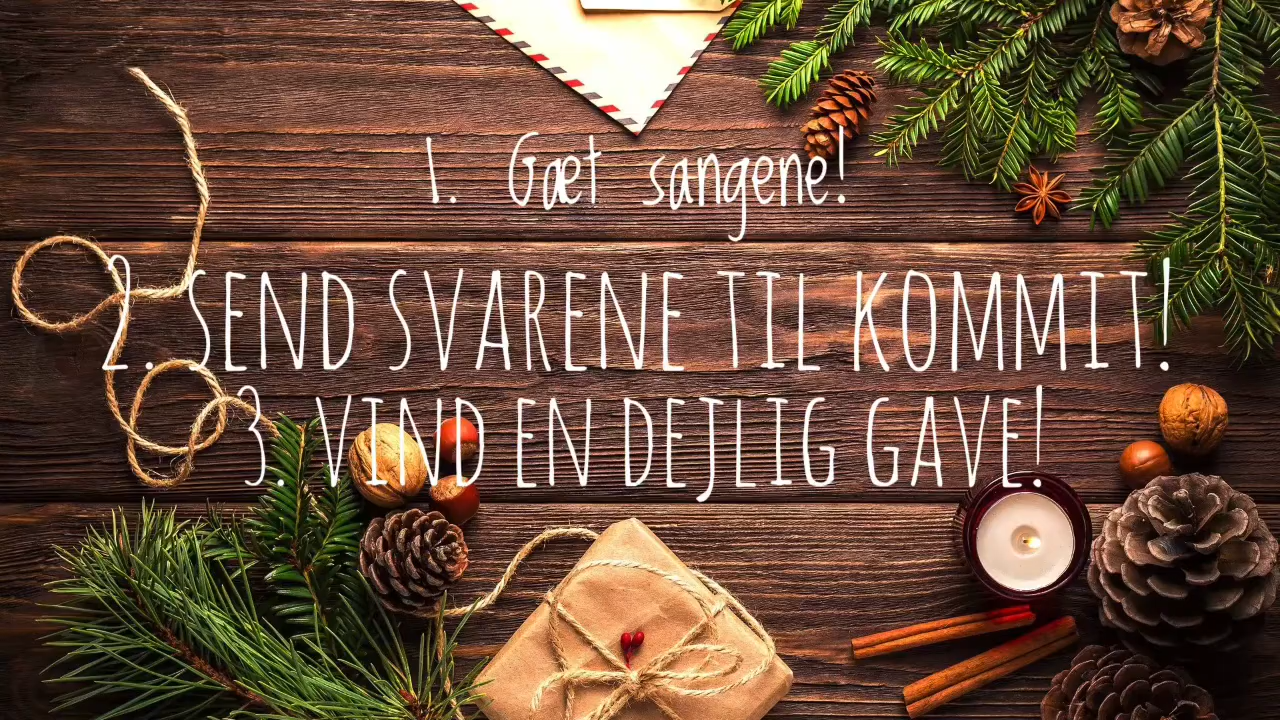 1. Gæt sangene!
2. SEND SVARENE TIL KOMMIT!
3. VIND EN DEJLIG GAVE!